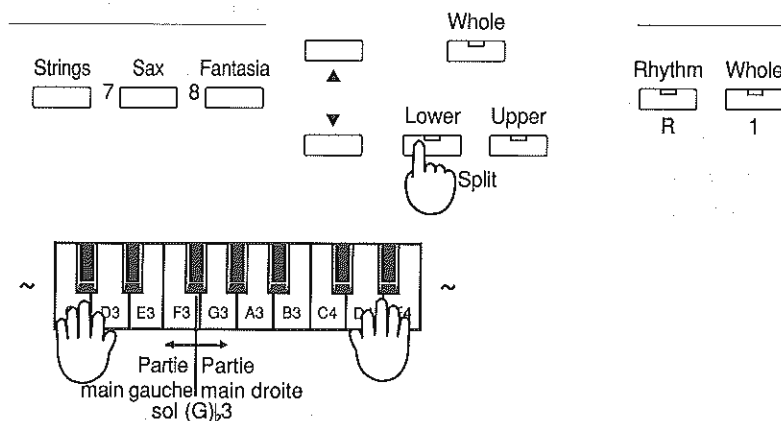 Whole
Strings 7 Sax 8 Fantasia
Rhythm Whole
▲
▼
Lower Upper
R 1
Split
~ D3 E3 F3 G3 A3 B3 C4 ~
Partie Partie
main gauche main droite
sol (G)♭3